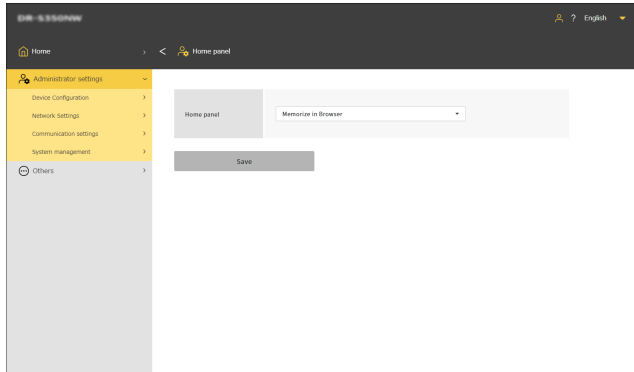 DR-S350NW
? English
Home
< Home panel
Administrator settings
Device Configuration
Network Settings
Communication settings
System management
Others
Home panel
Memorize in Browser
Save